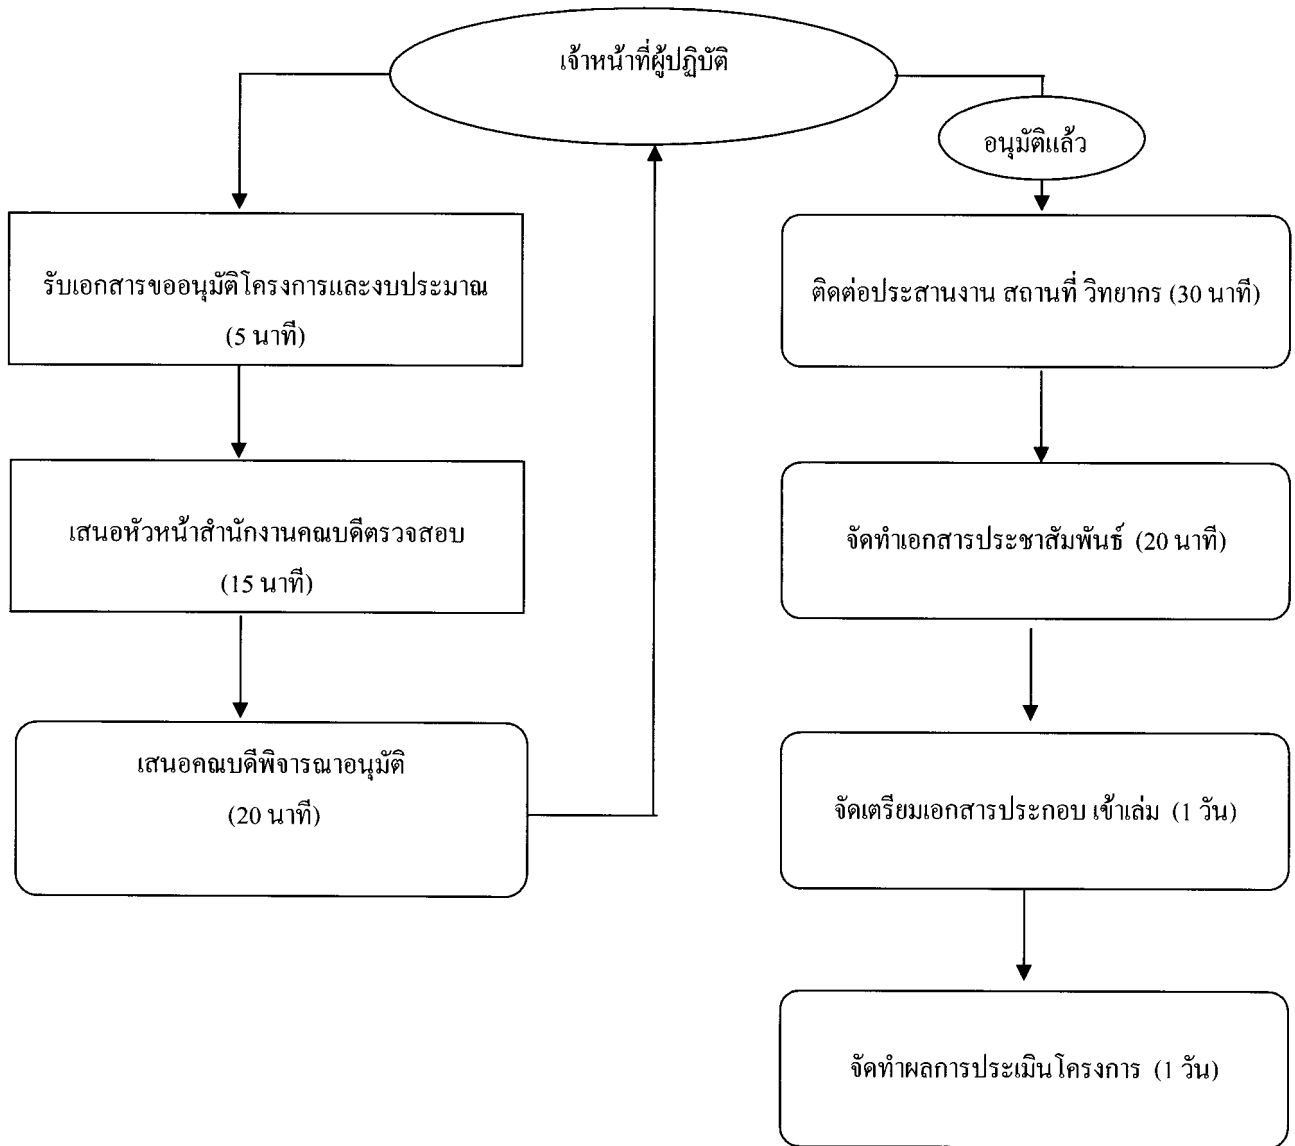 เจ้าหน้าที่ผู้ปฏิบัติ
อนุมัติแล้ว
รับเอกสารขออนุมัติโครงการและงบประมาณ
(5 นาที)
เสนอหัวหน้าสำนักงานคณบดีตรวจสอบ
(15 นาที)
เสนอคณบดีพิจารณาอนุมัติ
(20 นาที)
ติดต่อประสานงาน สถานที่ วิทยากร (30 นาที)
จัดทำเอกสารประชาสัมพันธ์ (20 นาที)
จัดเตรียมเอกสารประกอบ เข้าเล่ม (1 วัน)
จัดทำผลการประเมินโครงการ (1 วัน)